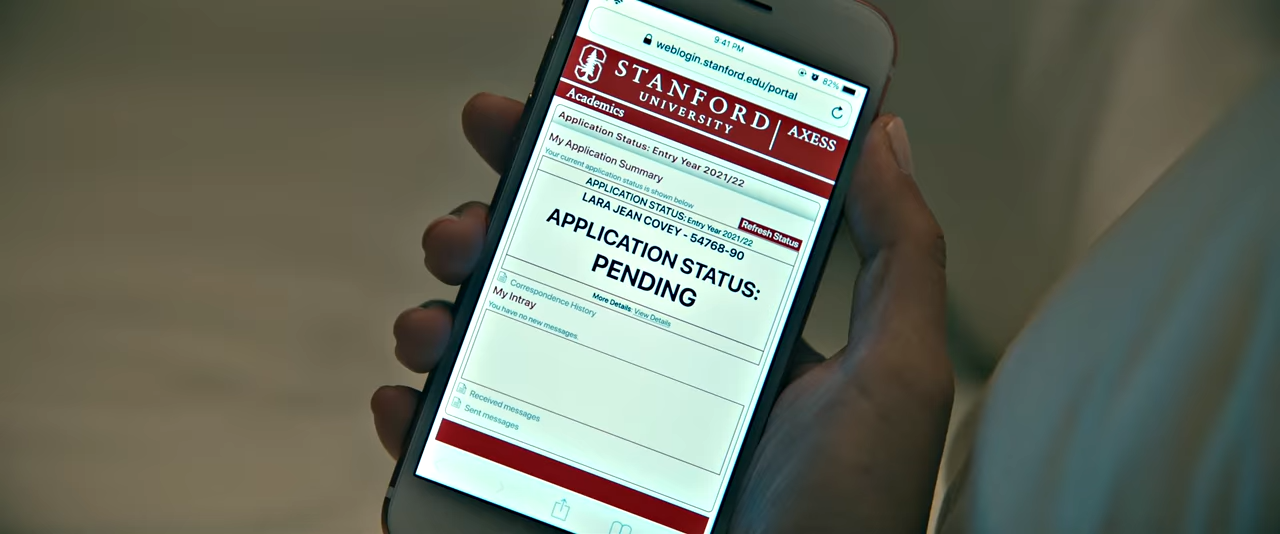 9:41 PM
82%
weblogin.stanford.edu/portal
STANFORD
UNIVERSITY
AXESS
Academics
Application Status: Entry Year 2021/22
My Application Summary
Your current application status is shown below
APPLICATION STATUS: Entry Year 2021/22
Refresh Status
LARA JEAN COVEY - 54768-90
APPLICATION STATUS:
PENDING
More Details: View Details
Correspondence History
My Intray
You have no new messages.
Received messages
Sent messages